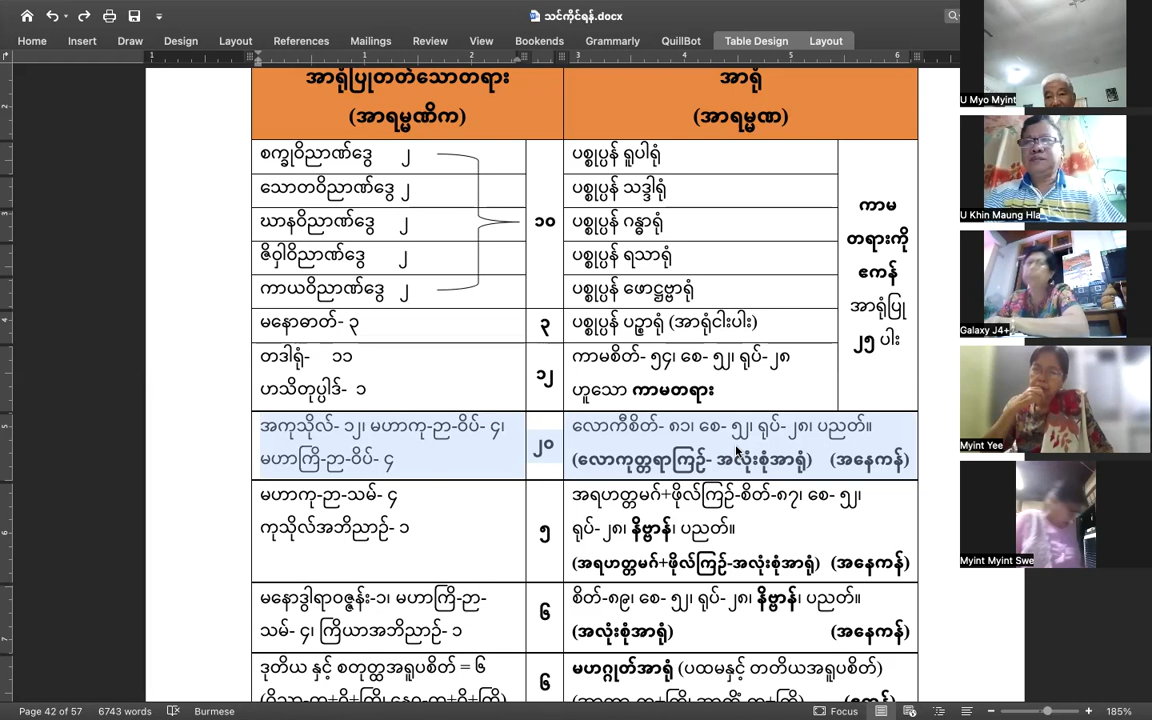 သင်ကိုင်ရန်.docx
Home Insert Draw Design Layout References Mailings Review View Bookends Grammarly QuillBot Table Design Layout
အာရုံပြုတတ်သောတရား အာရုံ
(အာရမ္မဏိက) (အာရမ္မဏ)
စက္ခုဝိညာဏ်ဒွေ ၂ ပစ္စုပ္ပန် ရူပါရုံ
သောတဝိညာဏ်ဒွေ ၂ ပစ္စုပ္ပန် သဒ္ဒါရုံ
ဃာနဝိညာဏ်ဒွေ ၂ ၁၀ ပစ္စုပ္ပန် ဂန္ဓာရုံ
ဇိဝှါဝိညာဏ်ဒွေ ၂ ပစ္စုပ္ပန် ရသာရုံ
ကာယဝိညာဏ်ဒွေ ၂ ပစ္စုပ္ပန် ဖောဋ္ဌဗ္ဗာရုံ
မနောဓာတ်- ၃ ၃ ပစ္စုပ္ပန် ပဉ္စာရုံ (အာရုံငါးပါး)
တဒါရုံ- ၁၁ ကာမစိတ်- ၅၄၊ စေ- ၅၂၊ ရုပ်-၂၈
ဟသိတုပ္ပါဒ်- ၁ ၁၂ ဟူသော ကာမတရား
ကာမ
တရားကို
ဧကန်
အာရုံပြု
၂၅ ပါး
အကုသိုလ်- ၁၂၊ မဟာကု-ဉာ-ဝိပ်- ၄၊ လောကီစိတ်- ၈၁၊ စေ- ၅၂၊ ရုပ်-၂၈၊ ပညတ်။
မဟာကြိ-ဉာ-ဝိပ်- ၄ ၂၀ (လောကုတ္တရာကြဉ်- အလုံးစုံအာရုံ) (အနေကန်)
မဟာကု-ဉာ-သမ်- ၄ အရဟတ္တမဂ်+ဖိုလ်ကြဉ်-စိတ်-၈၇၊ စေ- ၅၂၊
ကုသိုလ်အဘိညာဉ်- ၁ ၅ ရုပ်-၂၈၊ နိဗ္ဗာန်၊ ပညတ်။
(အရဟတ္တမဂ်+ဖိုလ်ကြဉ်-အလုံးစုံအာရုံ) (အနေကန်)
မနောဒွါရာဝဇ္ဇန်း-၁၊ မဟာကြိ-ဉာ- စိတ်-၈၉၊ စေ- ၅၂၊ ရုပ်-၂၈၊ နိဗ္ဗာန်၊ ပညတ်။
သမ်- ၄၊ ကြိယာအဘိညာဉ်- ၁ ၆ (အလုံးစုံအာရုံ) (အနေကန်)
ဒုတိယ နှင့် စတုတ္ထအရူပစိတ် = ၆ ၆ မဟဂ္ဂုတ်အာရုံ (ပထမနှင့် တတိယအရူပစိတ်)
U Myo Myint
U Khin Maung Hla
Galaxy J4+
Myint Yee
Myint Myint Swe
Page 42 of 57 6743 words Burmese Focus 185%